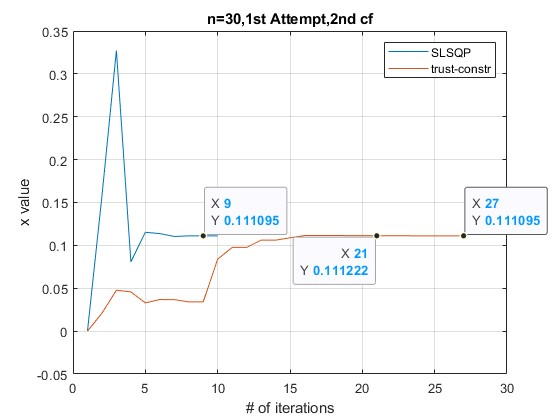 n=30,1st Attempt,2nd cf
SLSQP
trust-constr
X 9
Y 0.111095
X 27
Y 0.111095
X 21
Y 0.111222
0.35
0.3
0.25
0.2
0.15
0.1
0.05
0
-0.05
x value
0 5 10 15 20 25 30
# of iterations